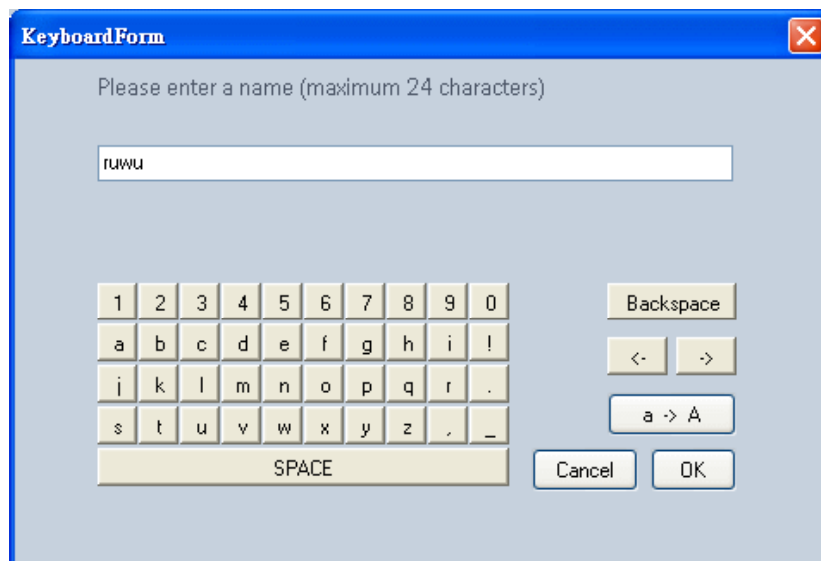 KeyboardForm
Please enter a name (maximum 24 characters)
ruwu
1 2 3 4 5 6 7 8 9 0 Backspace
a b c d e f g h i ! <- ->
j k l m n o p q r . a -> A
s t u v w x y z , _
SPACE Cancel OK